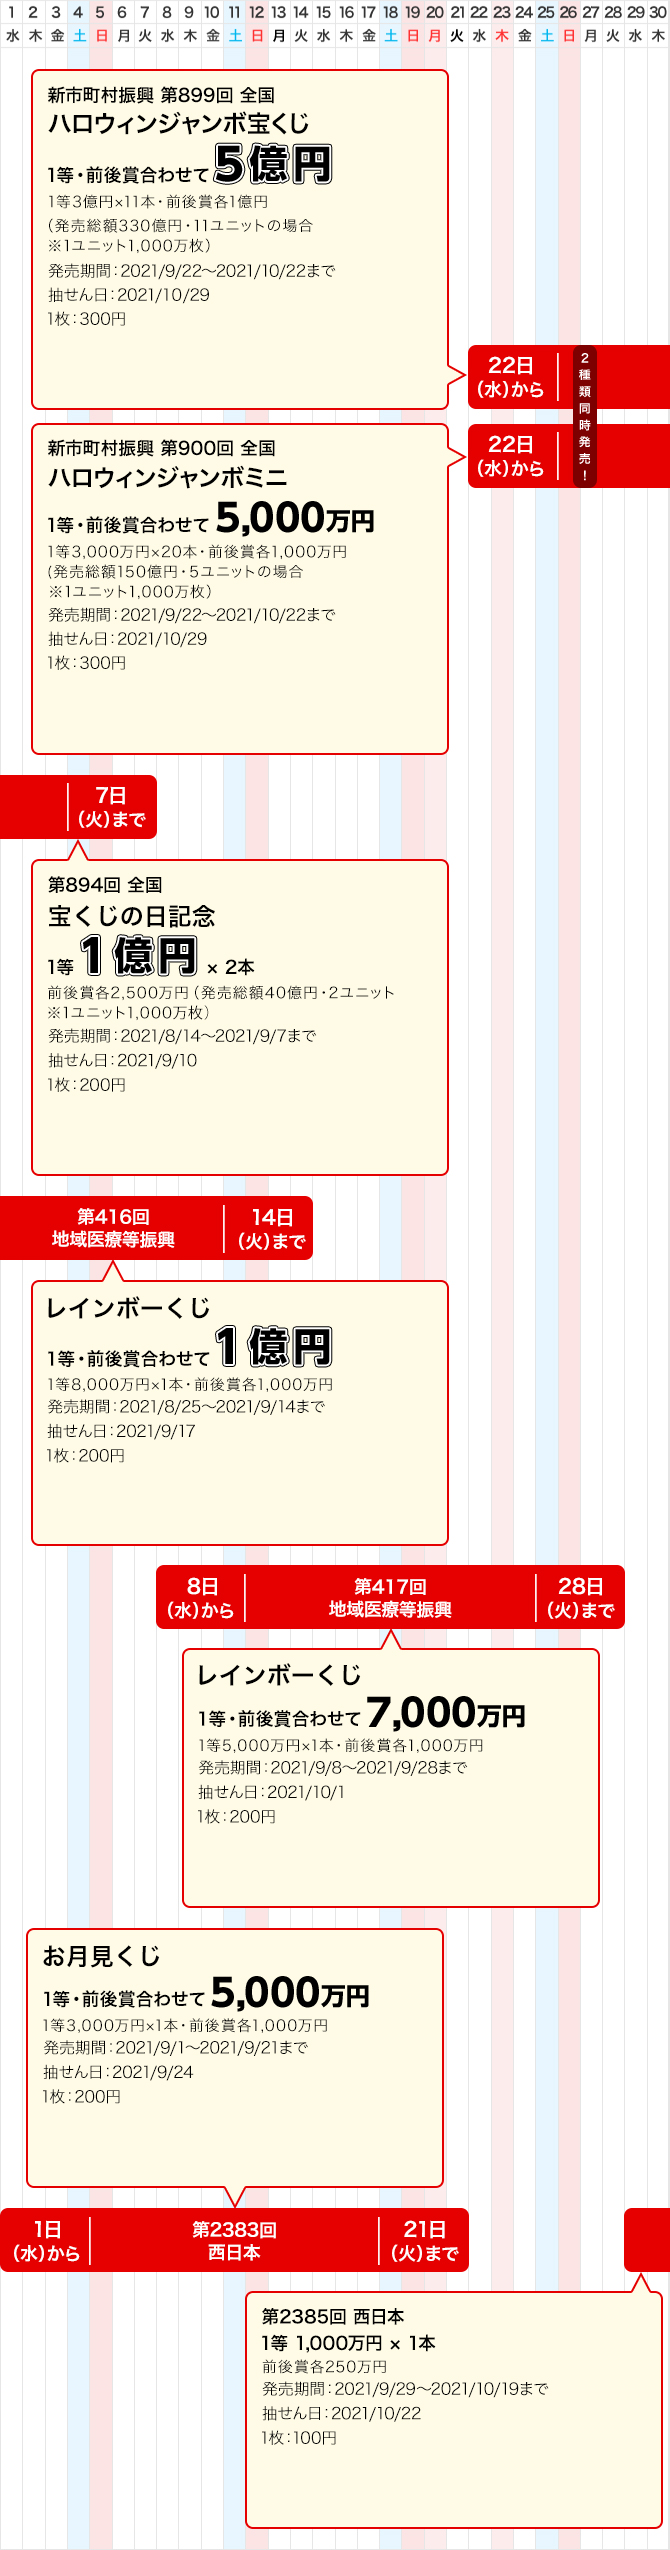 1 2 3 4 5 6 7 8 9 10 11 12 13 14 15 16 17 18 19 20 21 22 23 24 25 26 27 28 29 30
水 木 金 土 日 月 火 水 木 金 土 日 月 火 水 木 金 土 日 月 火 水 木 金 土 日 月 火 水 木
新市町村振興 第899回 全国
ハロウィンジャンボ宝くじ
1等・前後賞合わせて5億円
1等3億円×11本・前後賞各1億円
(発売総額330億円・11ユニットの場合
※1ユニット1,000万枚)
発売期間：2021/9/22～2021/10/22まで
抽せん日：2021/10/29
1枚：300円
22日
(水)から
2種類同時発売！
新市町村振興 第900回 全国
ハロウィンジャンボミニ
1等・前後賞合わせて 5,000万円
1等3,000万円×20本・前後賞各1,000万円
(発売総額150億円・5ユニットの場合
※1ユニット1,000万枚)
発売期間：2021/9/22～2021/10/22まで
抽せん日：2021/10/29
1枚：300円
22日
(水)から
7日
(火)まで
第894回 全国
宝くじの日記念
1等 1億円 × 2本
前後賞各2,500万円(発売総額40億円・2ユニット
※1ユニット1,000万枚)
発売期間：2021/8/14～2021/9/7まで
抽せん日：2021/9/10
1枚：200円
第416回
地域医療等振興
14日
(火)まで
レインボーくじ
1等・前後賞合わせて1億円
1等8,000万円×1本・前後賞各1,000万円
発売期間：2021/8/25～2021/9/14まで
抽せん日：2021/9/17
1枚：200円
8日
(水)から
第417回
地域医療等振興
28日
(火)まで
レインボーくじ
1等・前後賞合わせて 7,000万円
1等5,000万円×1本・前後賞各1,000万円
発売期間：2021/9/8～2021/9/28まで
抽せん日：2021/10/1
1枚：200円
お月見くじ
1等・前後賞合わせて 5,000万円
1等3,000万円×1本・前後賞各1,000万円
発売期間：2021/9/1～2021/9/21まで
抽せん日：2021/9/24
1枚：200円
1日
(水)から
第2383回
西日本
21日
(火)まで
第2385回 西日本
1等 1,000万円 × 1本
前後賞各250万円
発売期間：2021/9/29～2021/10/19まで
抽せん日：2021/10/22
1枚：100円